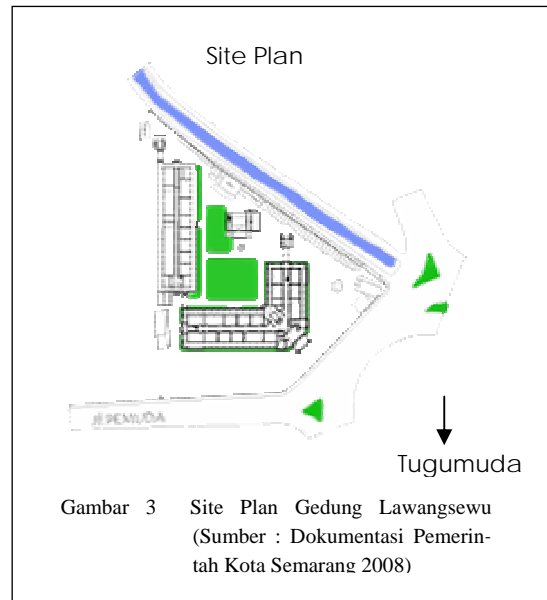 Site Plan
JL PEMUDA
Tugumuda
Gambar 3 Site Plan Gedung Lawangsewu
(Sumber : Dokumentasi Pemerin-
tah Kota Semarang 2008)